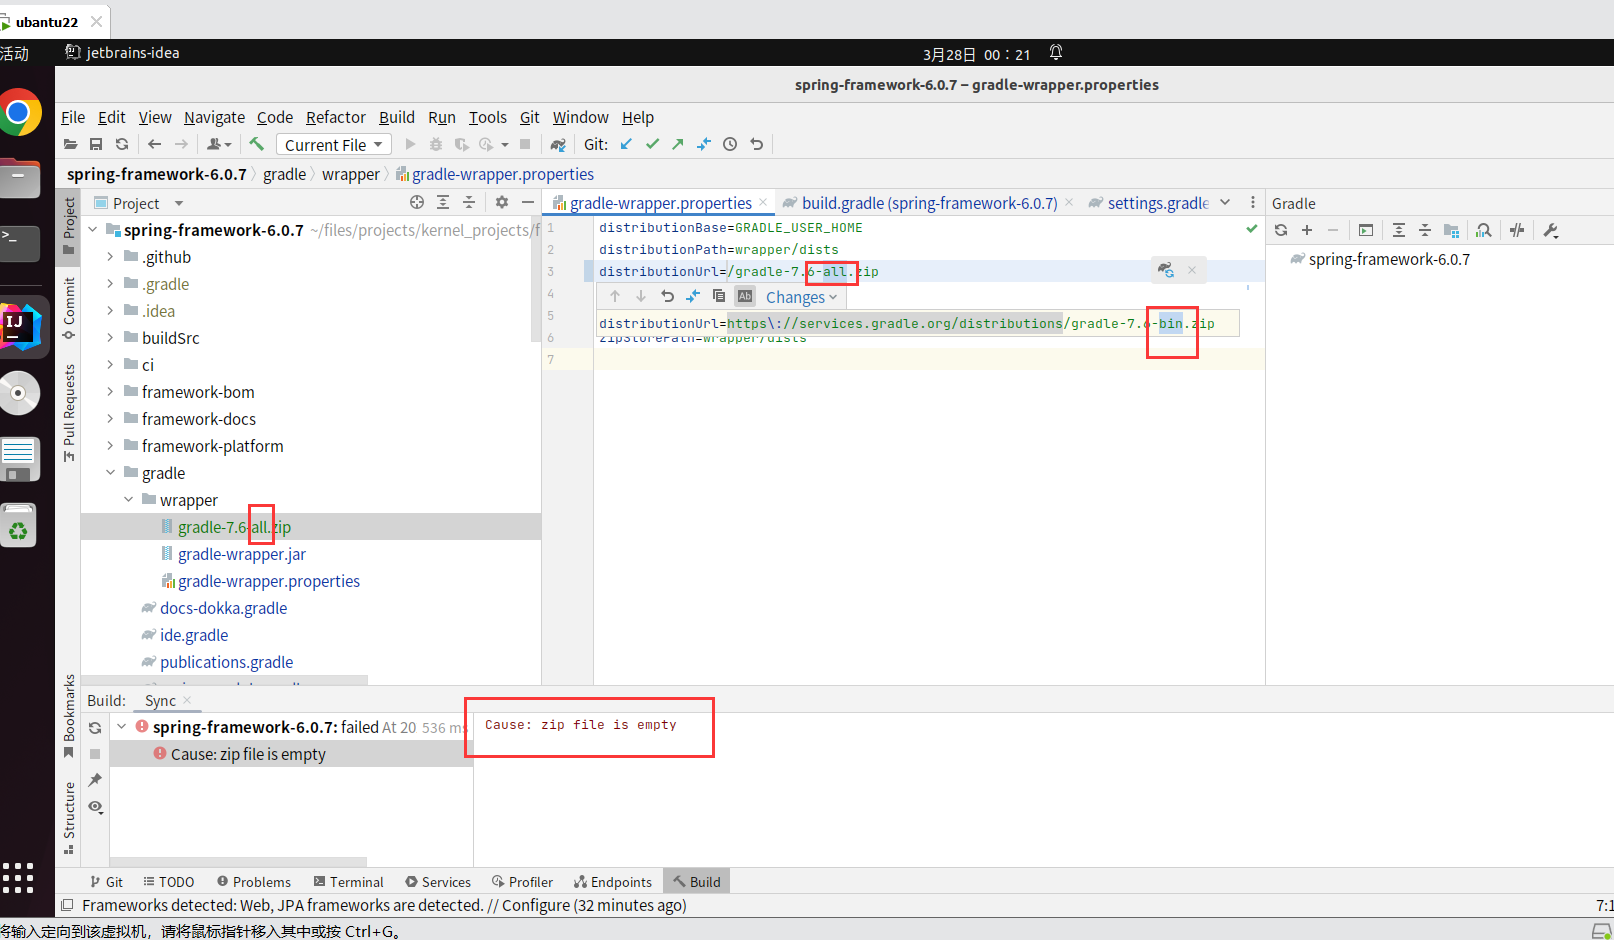 ubantu22
活动
jetbrains-idea
3月28日 00：21
spring-framework-6.0.7 – gradle-wrapper.properties
File Edit View Navigate Code Refactor Build Run Tools Git Window Help
Current File
Git:
spring-framework-6.0.7 gradle wrapper gradle-wrapper.properties
Project
Commit
Pull Requests
Bookmarks
Structure
Project
spring-framework-6.0.7 ~/files/projects/kernel_projects/f
.github
.gradle
.idea
buildSrc
ci
framework-bom
framework-docs
framework-platform
gradle
wrapper
gradle-7.6-all.zip
gradle-wrapper.jar
gradle-wrapper.properties
docs-dokka.gradle
ide.gradle
publications.gradle
gradle-wrapper.properties build.gradle (spring-framework-6.0.7) settings.gradle
1 distributionBase=GRADLE_USER_HOME
2 distributionPath=wrapper/dists
3 distributionUrl=/gradle-7.6-all.zip
4
Ab Changes
5 distributionUrl=https\://services.gradle.org/distributions/gradle-7.6-bin.zip
6 zipStorePath=wrapper/dists
7
Gradle
spring-framework-6.0.7
Build: Sync
spring-framework-6.0.7: failed At 20 536 ms
Cause: zip file is empty
Cause: zip file is empty
Git TODO Problems Terminal Services Profiler Endpoints Build
Frameworks detected: Web, JPA frameworks are detected. // Configure (32 minutes ago)
7:1
将输入定向到该虚拟机，请将鼠标指针移入其中或按 Ctrl+G。